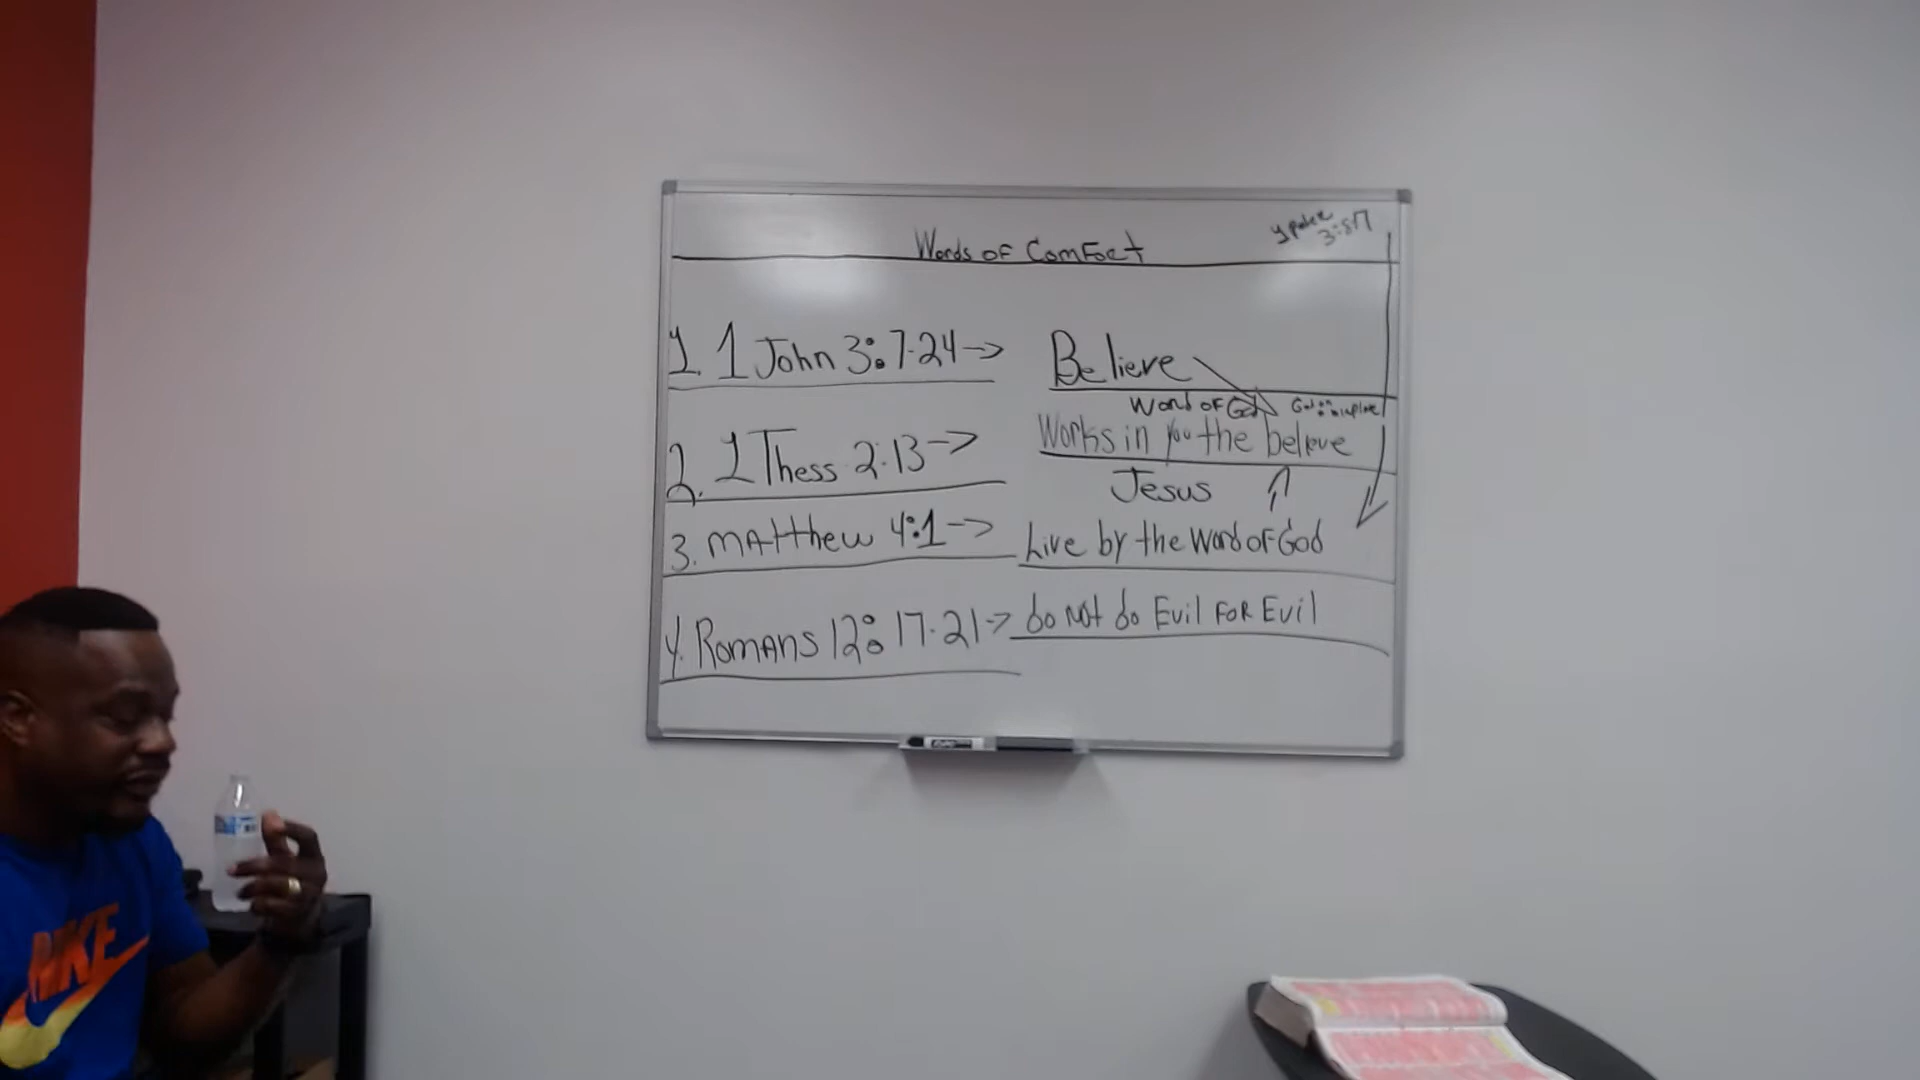 Words of Comfort
3:
1. 1 John 3:7-24 -> Believe
Word of God
2. 1 Thess 2:13 -> Works in you the believe
Jesus
3. Matthew 4:1 -> Live by the Word of God
4. Romans 12:17-21 -> do Not do Evil For Evil
NIKE